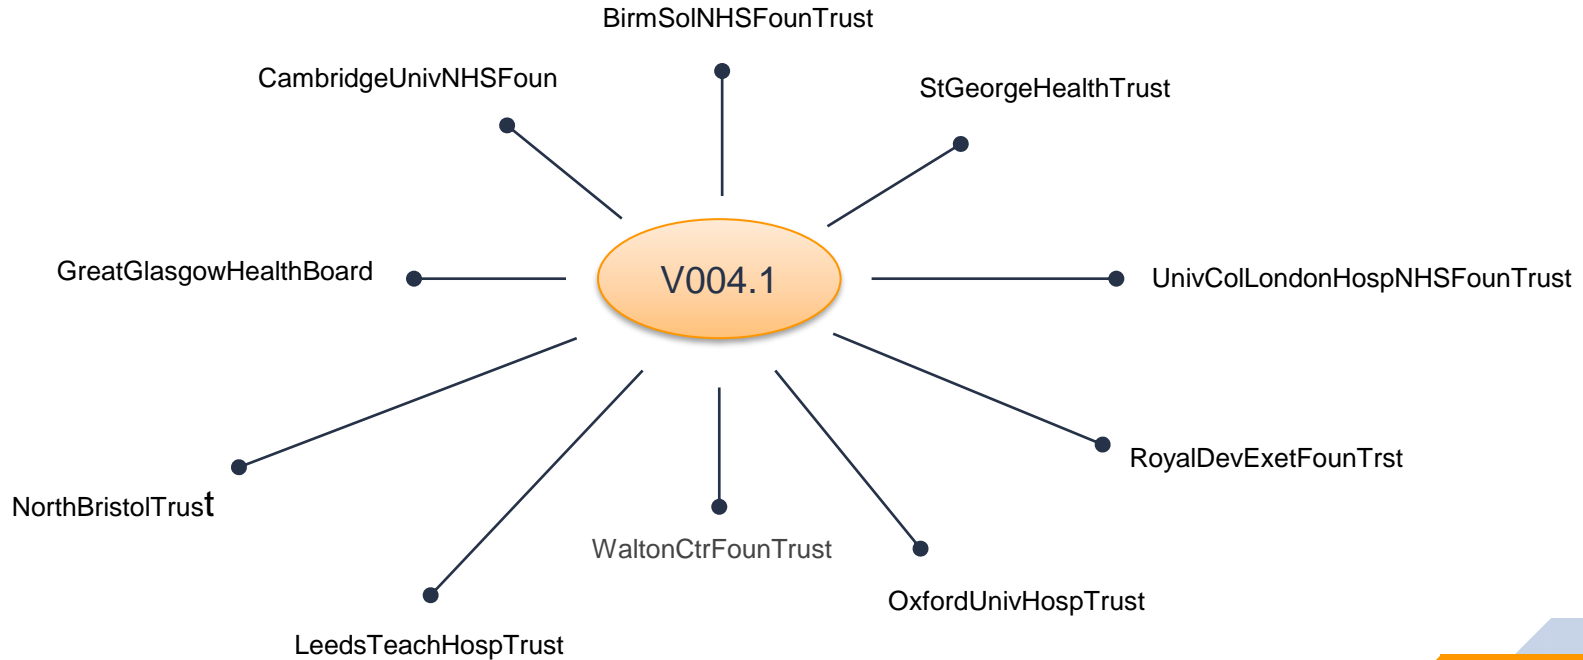 BirmSolNHSFounTrust
CambridgeUnivNHSFoun
StGeorgeHealthTrust
GreatGlasgowHealthBoard
V004.1
UnivColLondonHospNHSFounTrust
RoyalDevExetFounTrst
NorthBristolTrust
WaltonCtrFounTrust
OxfordUnivHospTrust
LeedsTeachHospTrust